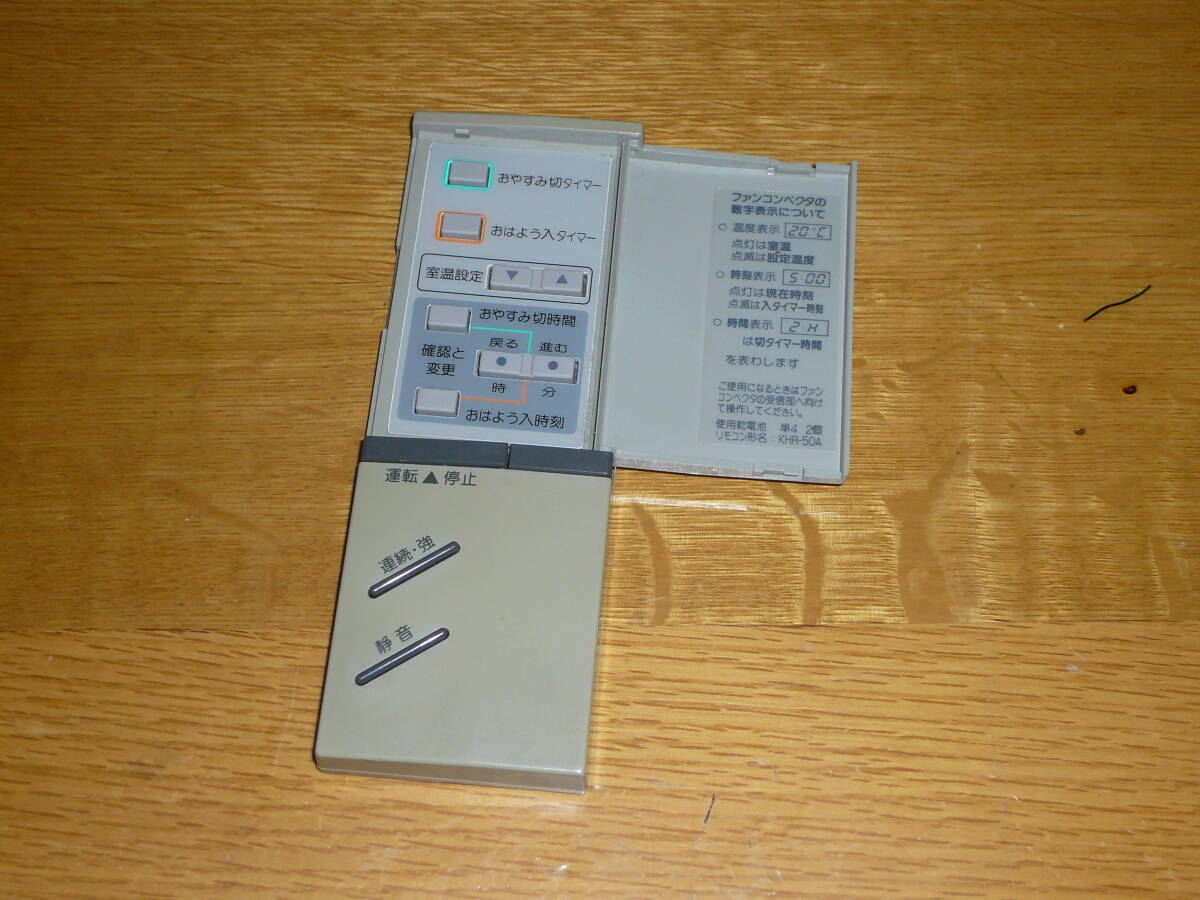 おやすみ切タイマー
おはよう入タイマー
室温設定 ▼ ▲
おやすみ切時間
戻る 進む
確認と
変更
時 分
おはよう入時刻
運転▲停止
連続・強
静音
ファンコンベクタの
数字表示について
○ 温度表示 20°C
点灯は室温
点滅は設定温度
○ 時刻表示 5:00
点灯は現在時刻
点滅は入タイマー時刻
○ 時間表示 2H
は切タイマー時間
を表わします
ご使用になるときはファン
コンベクタの受信部へ向け
て操作してください。
使用乾電池 単4 2個
リモコン形名:KHR-50A